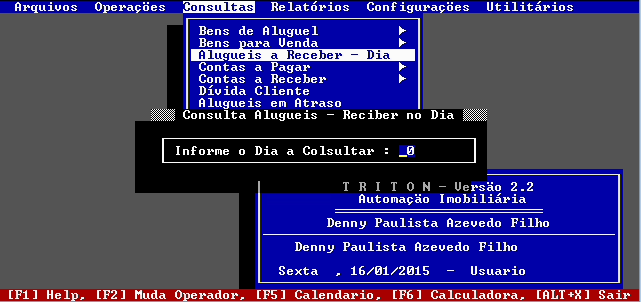 Arquivos Operações Consultas Relatórios Configurações Utilitários
Bens de Aluguel
Bens para Venda
Alugueis a Receber - Dia
Contas a Pagar
Contas a Receber
Dívida Cliente
Alugueis em Atraso
Consulta Alugueis - Reciber no Dia
Informe o Dia a Colsultar : 0
T R I T O N - Versäo 2.2
Automaçäo Imobiliária
Denny Paulista Azevedo Filho
Denny Paulista Azevedo Filho
Sexta , 16/01/2015 - Usuario
[F1] Help, [F2] Muda Operador, [F5] Calendario, [F6] Calculadora, [ALT+X] Sair